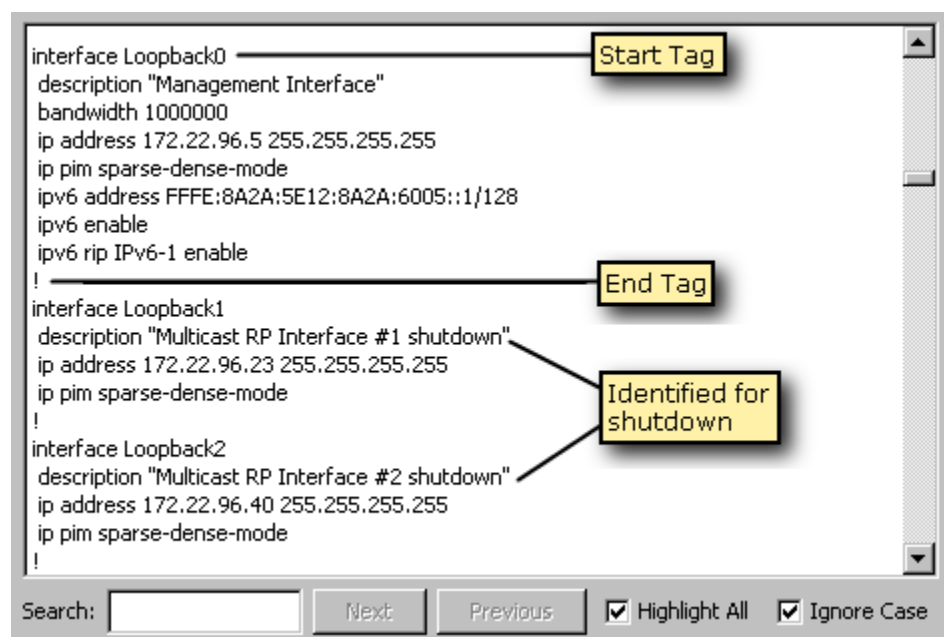 interface Loopback0
Start Tag
description "Management Interface"
bandwidth 1000000
ip address 172.22.96.5 255.255.255.255
ip pim sparse-dense-mode
ipv6 address FFFE:8A2A:5E12:8A2A:6005::1/128
ipv6 enable
ipv6 rip IPv6-1 enable
!
End Tag
interface Loopback1
description "Multicast RP Interface #1 shutdown"
ip address 172.22.96.23 255.255.255.255
ip pim sparse-dense-mode
!
Identified for
shutdown
interface Loopback2
description "Multicast RP Interface #2 shutdown"
ip address 172.22.96.40 255.255.255.255
ip pim sparse-dense-mode
!
Search: Next Previous Highlight All Ignore Case